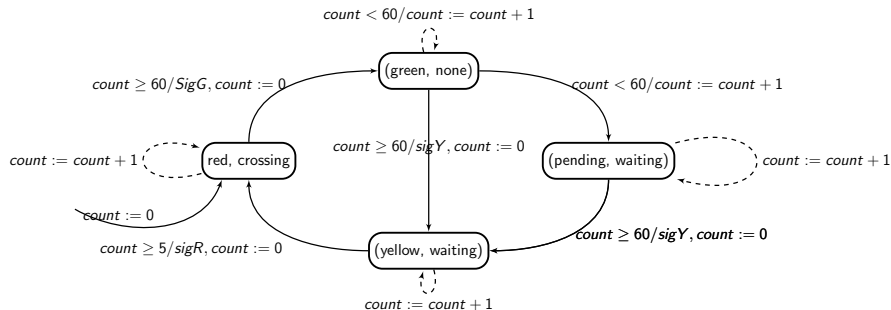 count < 60/count := count + 1
(green, none)
count ≥ 60/SigG, count := 0
count < 60/count := count + 1
count ≥ 60/sigY, count := 0
count := count + 1
red, crossing
(pending, waiting)
count := count + 1
count := 0
count ≥ 5/sigR, count := 0
(yellow, waiting)
count ≥ 60/sigY, count := 0
count := count + 1